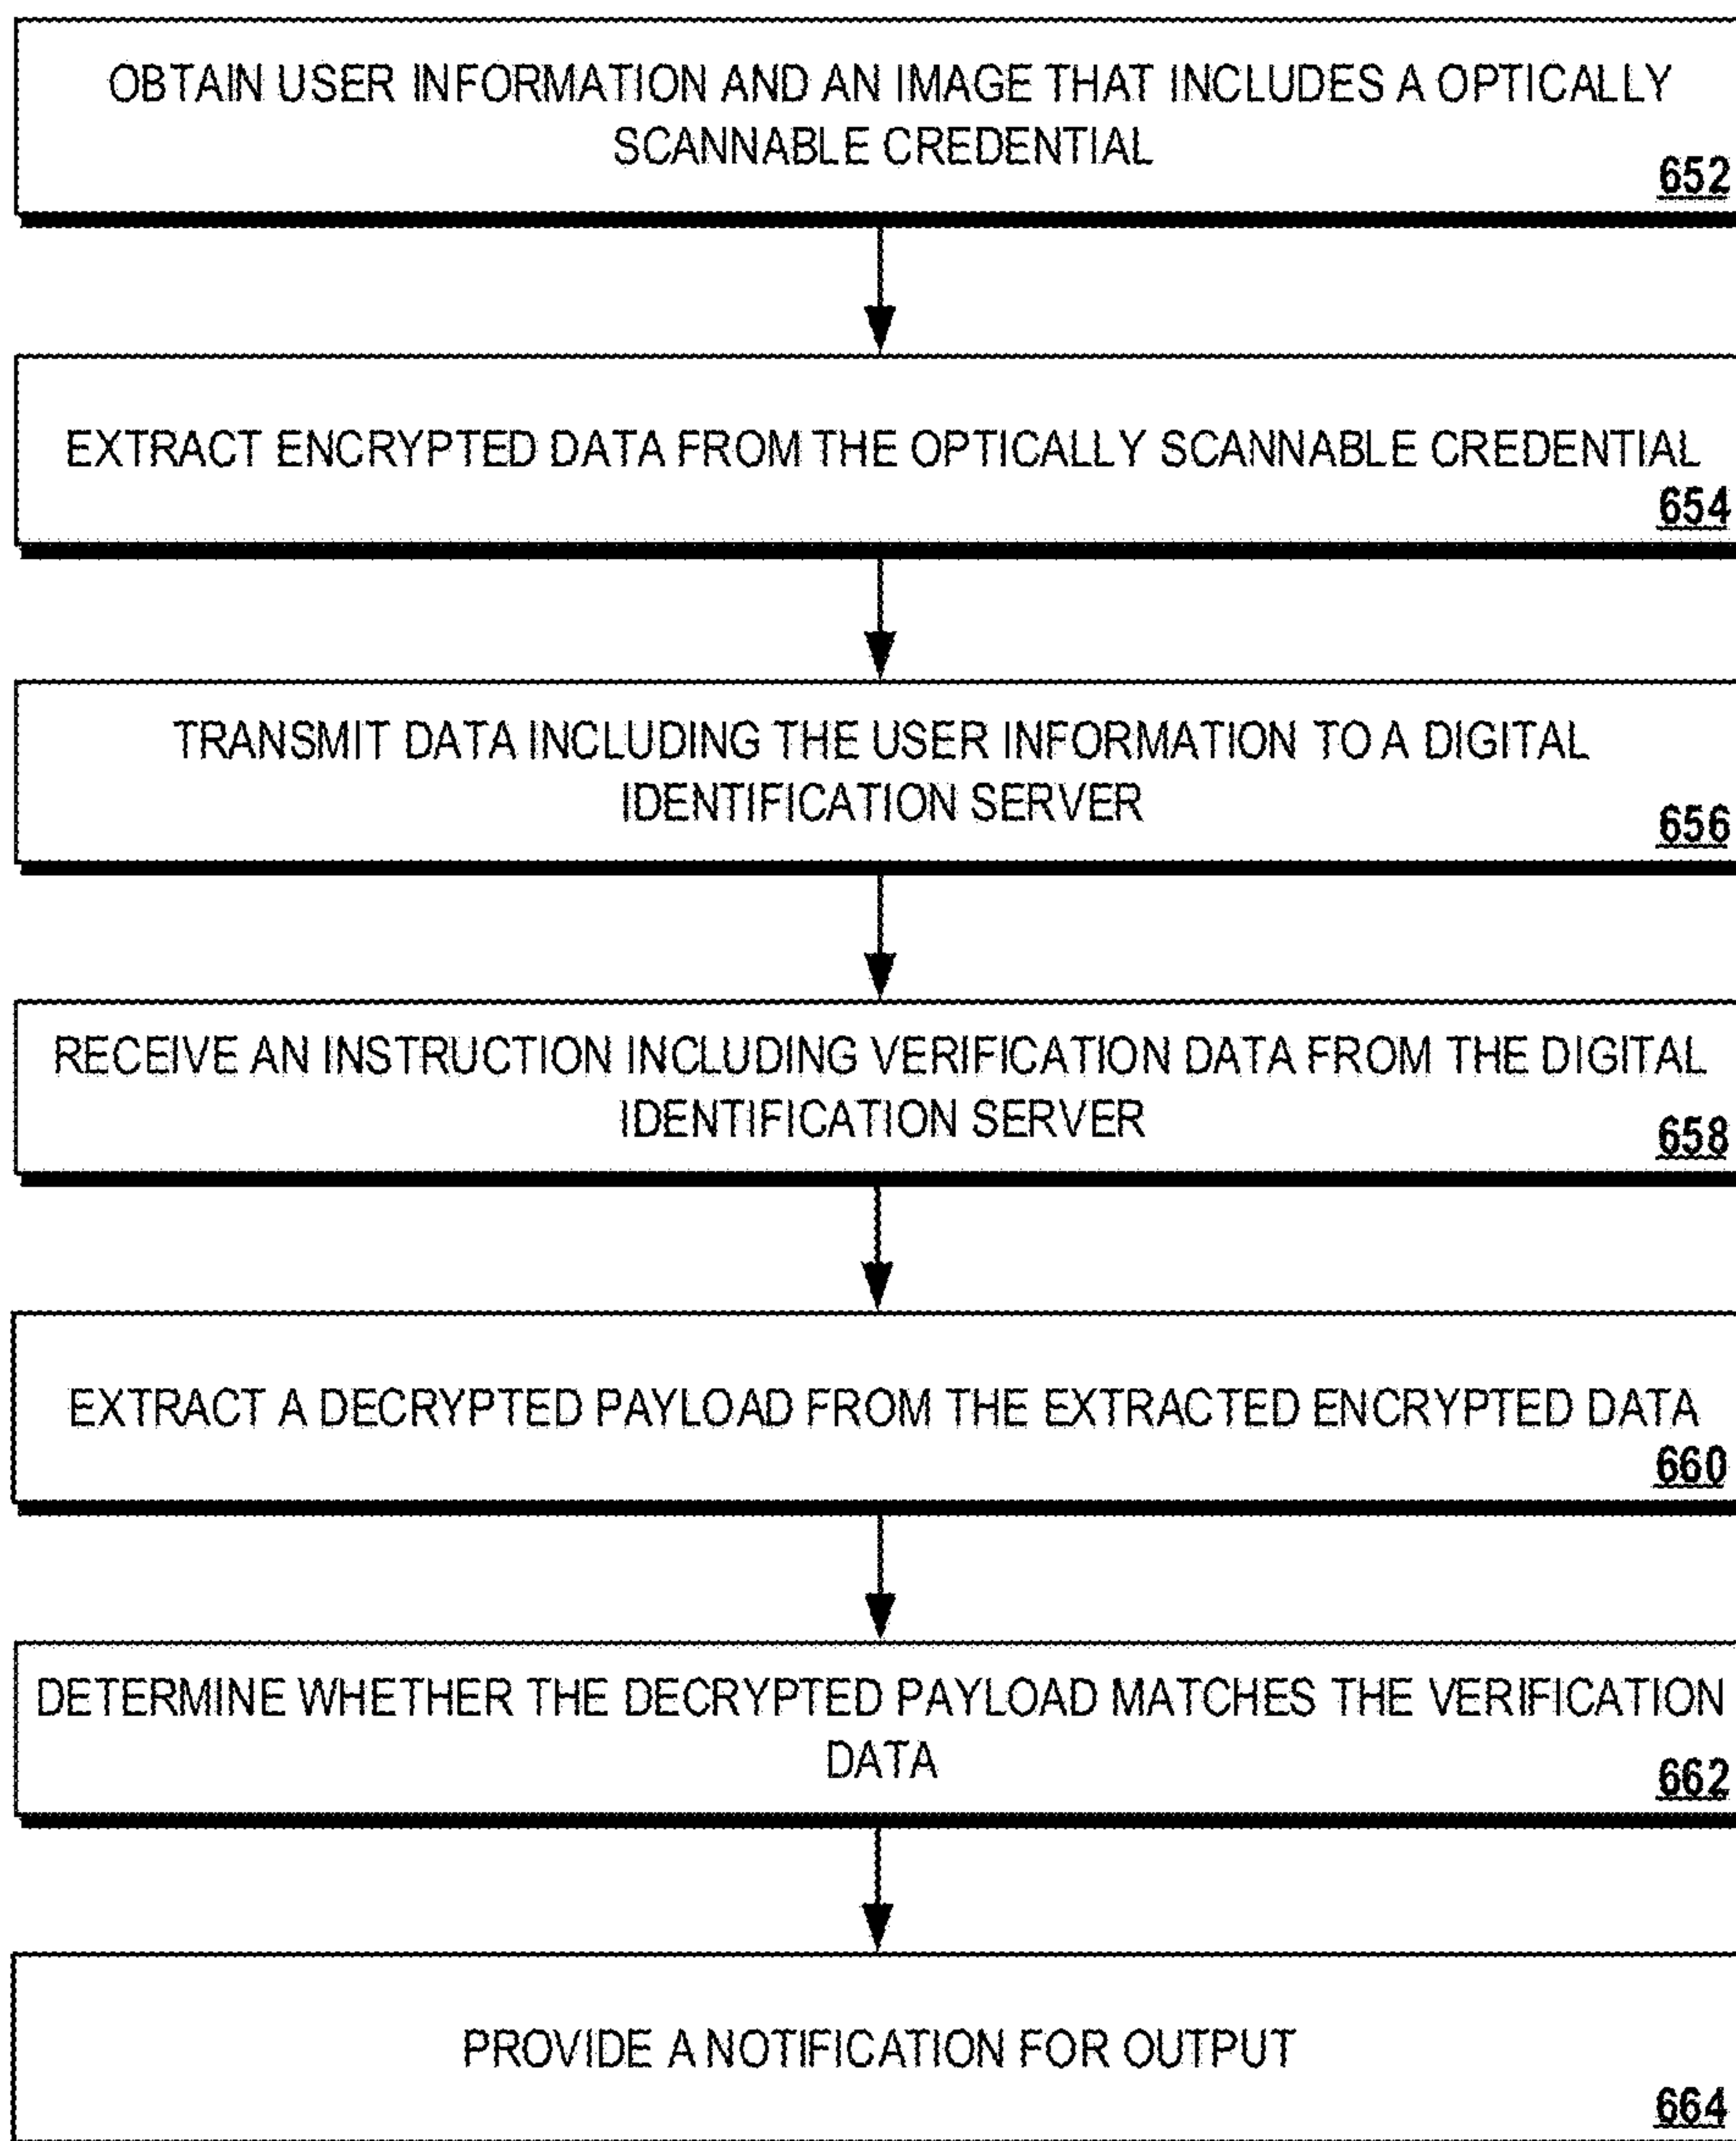 OBTAIN USER INFORMATION AND AN IMAGE THAT INCLUDES A OPTICALLY
SCANNABLE CREDENTIAL
652
EXTRACT ENCRYPTED DATA FROM THE OPTICALLY SCANNABLE CREDENTIAL
654
TRANSMIT DATA INCLUDING THE USER INFORMATION TO A DIGITAL
IDENTIFICATION SERVER
656
RECEIVE AN INSTRUCTION INCLUDING VERIFICATION DATA FROM THE DIGITAL
IDENTIFICATION SERVER
658
EXTRACT A DECRYPTED PAYLOAD FROM THE EXTRACTED ENCRYPTED DATA
660
DETERMINE WHETHER THE DECRYPTED PAYLOAD MATCHES THE VERIFICATION
DATA
662
PROVIDE A NOTIFICATION FOR OUTPUT
664